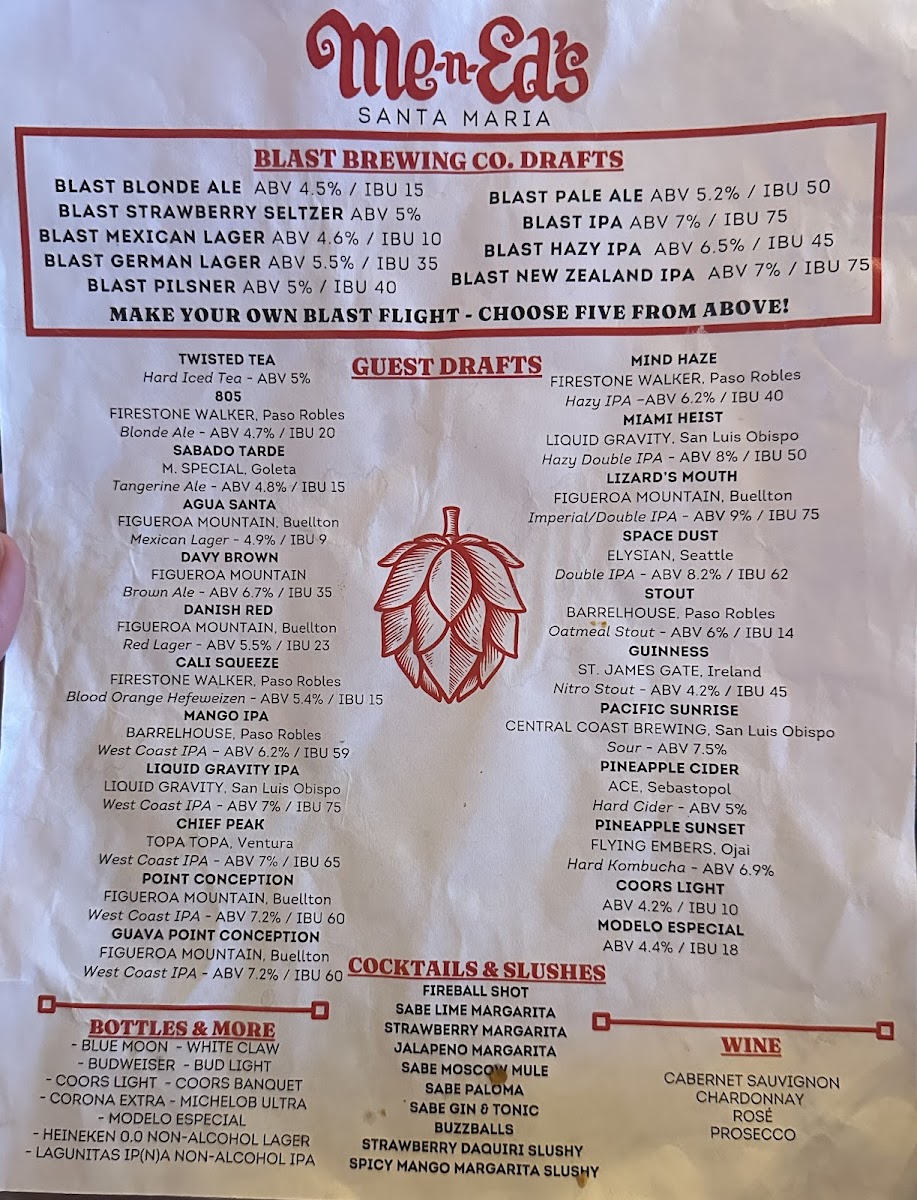 Me-n-Ed's
SANTA MARIA
BLAST BREWING CO. DRAFTS
BLAST BLONDE ALE ABV 4.5% / IBU 15
BLAST STRAWBERRY SELTZER ABV 5%
BLAST MEXICAN LAGER ABV 4.6% / IBU 10
BLAST GERMAN LAGER ABV 5.5% / IBU 35
BLAST PILSNER ABV 5% / IBU 40
BLAST PALE ALE ABV 5.2% / IBU 50
BLAST IPA ABV 7% / IBU 75
BLAST HAZY IPA ABV 6.5% / IBU 45
BLAST NEW ZEALAND IPA ABV 7% / IBU 75
MAKE YOUR OWN BLAST FLIGHT - CHOOSE FIVE FROM ABOVE!
GUEST DRAFTS
TWISTED TEA
Hard Iced Tea - ABV 5%
805
FIRESTONE WALKER, Paso Robles
Blonde Ale - ABV 4.7% / IBU 20
SABADO TARDE
M. SPECIAL, Goleta
Tangerine Ale - ABV 4.8% / IBU 15
AGUA SANTA
FIGUEROA MOUNTAIN, Buellton
Mexican Lager - 4.9% / IBU 9
DAVY BROWN
FIGUEROA MOUNTAIN
Brown Ale - ABV 6.7% / IBU 35
DANISH RED
FIGUEROA MOUNTAIN, Buellton
Red Lager - ABV 5.5% / IBU 23
CALI SQUEEZE
FIRESTONE WALKER, Paso Robles
Blood Orange Hefeweizen - ABV 5.4% / IBU 15
MANGO IPA
BARRELHOUSE, Paso Robles
West Coast IPA – ABV 6.2% / IBU 59
LIQUID GRAVITY IPA
LIQUID GRAVITY, San Luis Obispo
West Coast IPA - ABV 7% / IBU 75
CHIEF PEAK
TOPA TOPA, Ventura
West Coast IPA - ABV 7% / IBU 65
POINT CONCEPTION
FIGUEROA MOUNTAIN, Buellton
West Coast IPA - ABV 7.2% / IBU 60
GUAVA POINT CONCEPTION
FIGUEROA MOUNTAIN, Buellton
West Coast IPA - ABV 7.2% / IBU 60
MIND HAZE
FIRESTONE WALKER, Paso Robles
Hazy IPA –ABV 6.2% / IBU 40
MIAMI HEIST
LIQUID GRAVITY, San Luis Obispo
Hazy Double IPA - ABV 8% / IBU 50
LIZARD'S MOUTH
FIGUEROA MOUNTAIN, Buellton
Imperial/Double IPA - ABV 9% / IBU 75
SPACE DUST
ELYSIAN, Seattle
Double IPA - ABV 8.2% / IBU 62
STOUT
BARRELHOUSE, Paso Robles
Oatmeal Stout - ABV 6% / IBU 14
GUINNESS
ST. JAMES GATE, Ireland
Nitro Stout - ABV 4.2% / IBU 45
PACIFIC SUNRISE
CENTRAL COAST BREWING, San Luis Obispo
Sour - ABV 7.5%
PINEAPPLE CIDER
ACE, Sebastopol
Hard Cider - ABV 5%
PINEAPPLE SUNSET
FLYING EMBERS, Ojai
Hard Kombucha - ABV 6.9%
COORS LIGHT
ABV 4.2% / IBU 10
MODELO ESPECIAL
ABV 4.4% / IBU 18
BOTTLES & MORE
- BLUE MOON - WHITE CLAW
- BUDWEISER - BUD LIGHT
- COORS LIGHT - COORS BANQUET
- CORONA EXTRA - MICHELOB ULTRA
- MODELO ESPECIAL
- HEINEKEN 0.0 NON-ALCOHOL LAGER
- LAGUNITAS IP(N)A NON-ALCOHOL IPA
COCKTAILS & SLUSHES
FIREBALL SHOT
SABE LIME MARGARITA
STRAWBERRY MARGARITA
JALAPENO MARGARITA
SABE MOSCOW MULE
SABE PALOMA
SABE GIN & TONIC
BUZZBALLS
STRAWBERRY DAQUIRI SLUSHY
SPICY MANGO MARGARITA SLUSHY
WINE
CABERNET SAUVIGNON
CHARDONNAY
ROSÉ
PROSECCO